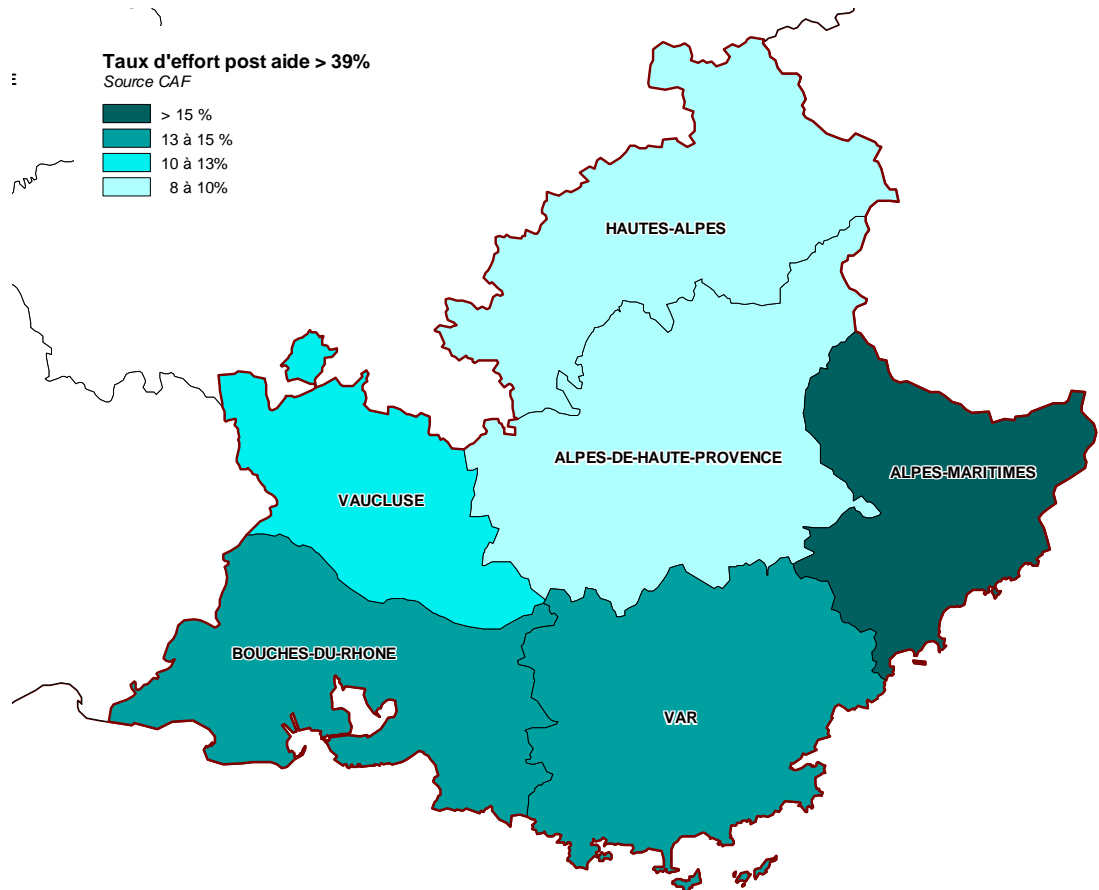 Taux d'effort post aide > 39%
E
Source CAF
> 15 %
13 à 15 %
10 à 13%
8 à 10%
HAUTES-ALPES
ALPES-DE-HAUTE-PROVENCE
ALPES-MARITIMES
VAUCLUSE
BOUCHES-DU-RHONE
VAR